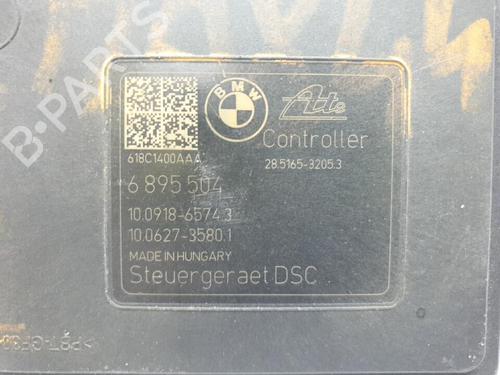 BMW
Ate
Controller
618C1400AAA
28.5165-3205.3
6 895 504
10.0918-6574.3
10.0627-3580.1
MADE IN HUNGARY
Steuergeraet DSC
B-PARTS